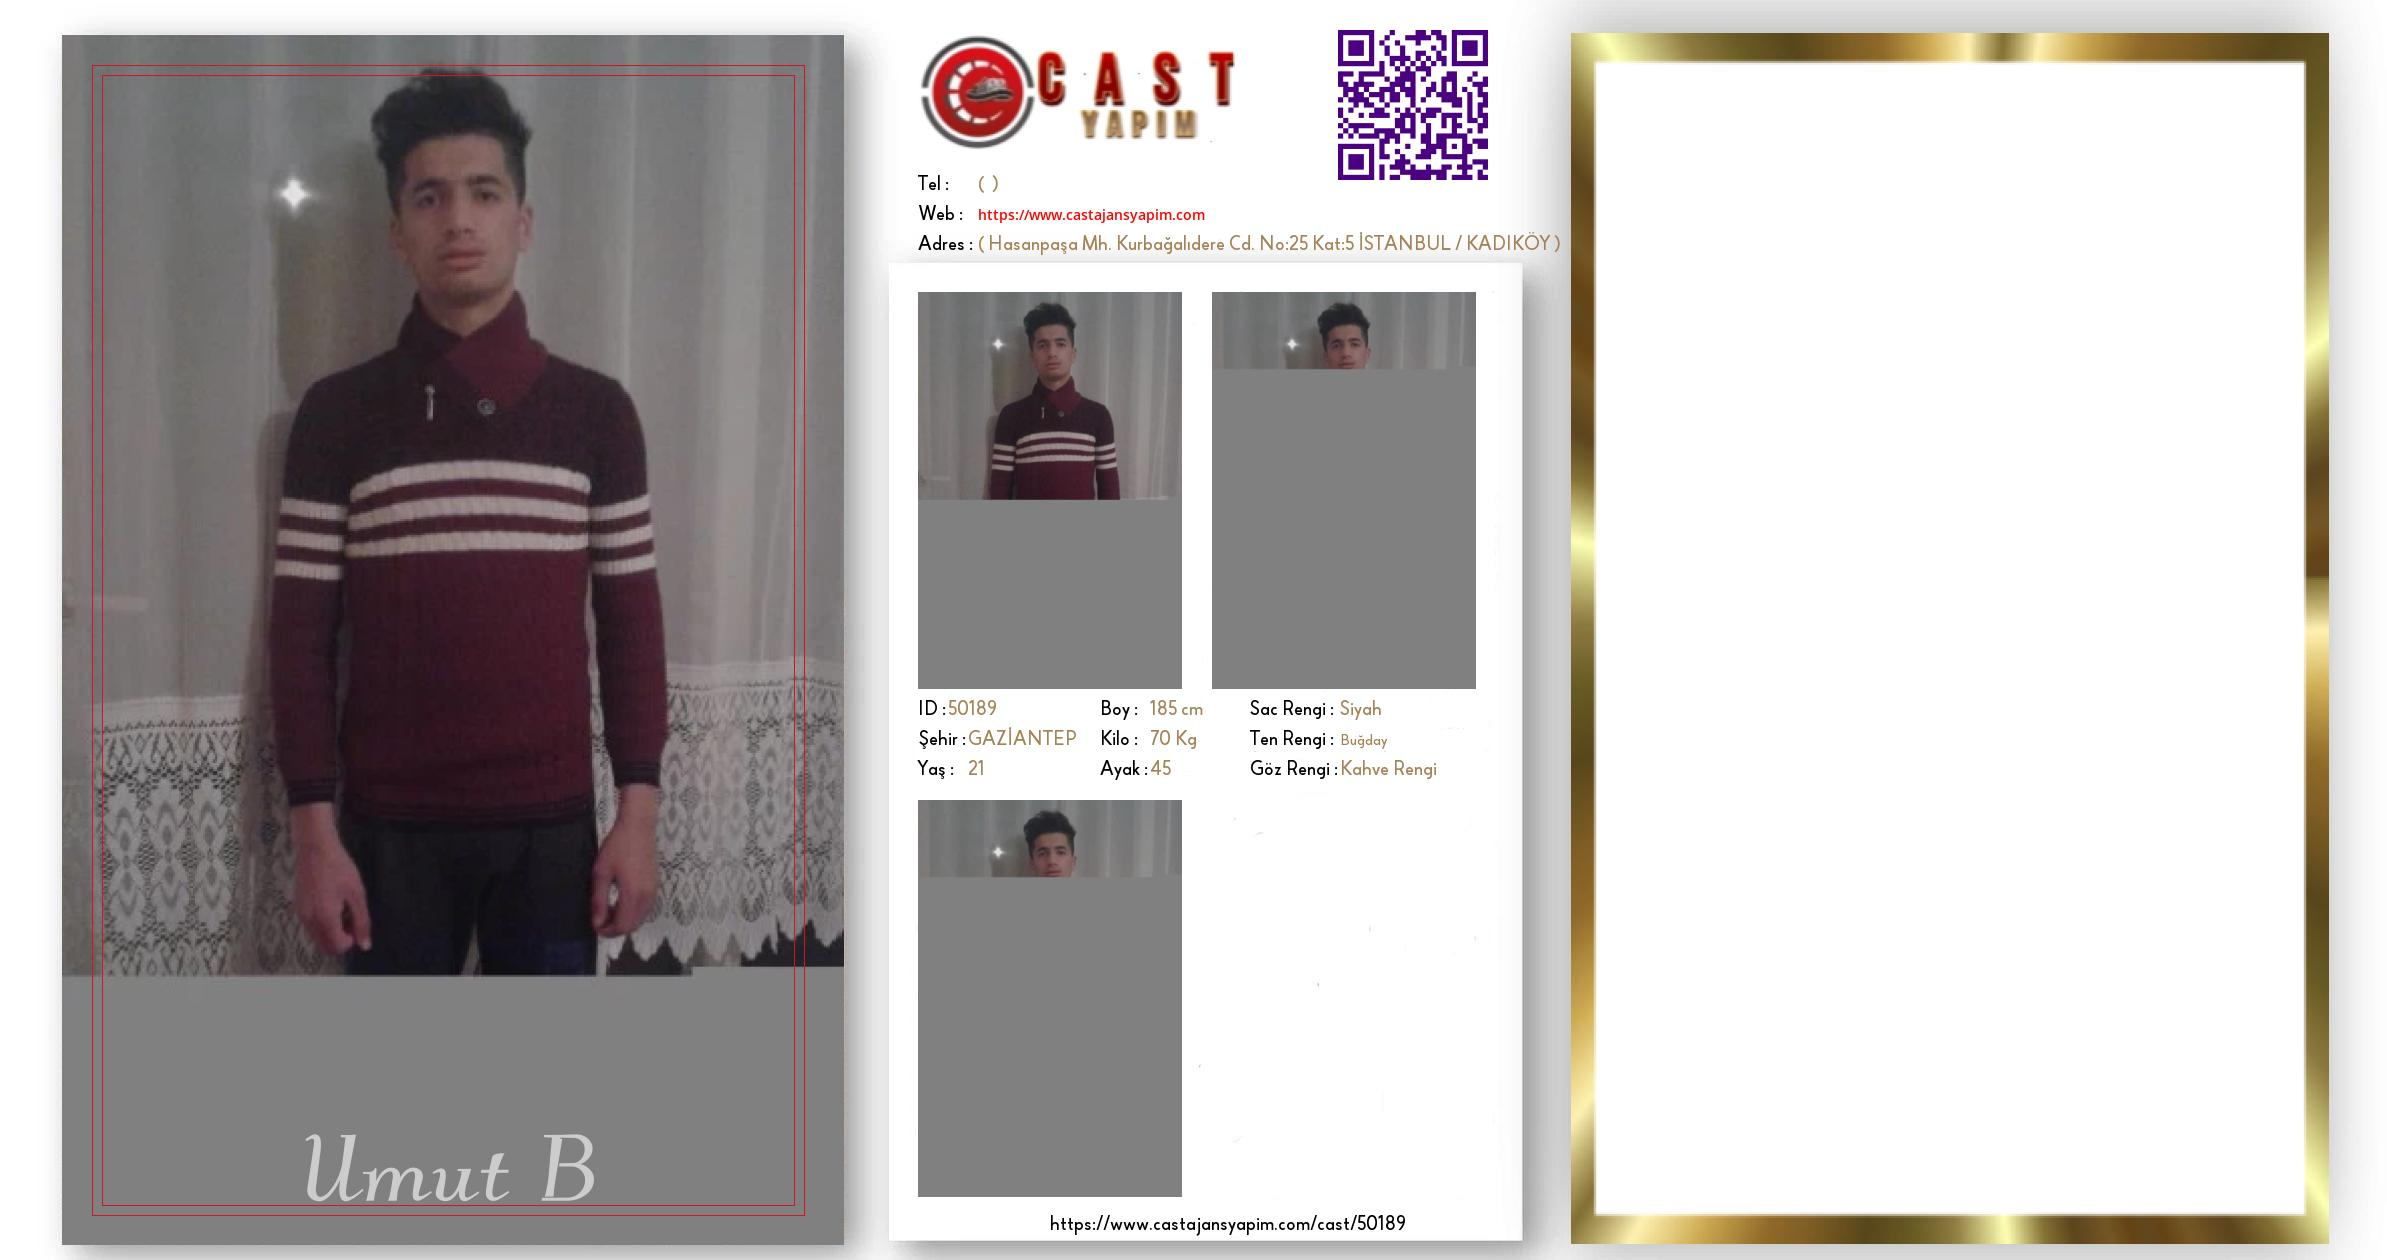 Umut B
CAST
YAPIM
Tel : ( )
Web : https://www.castajansyapim.com
Adres : ( Hasanpaşa Mh. Kurbağalıdere Cd. No:25 Kat:5 İSTANBUL / KADIKÖY )
ID : 50189 Boy : 185 cm Sac Rengi : Siyah
Şehir : GAZİANTEP Kilo : 70 Kg Ten Rengi : Buğday
Yaş : 21 Ayak : 45 Göz Rengi : Kahve Rengi
https://www.castajansyapim.com/cast/50189